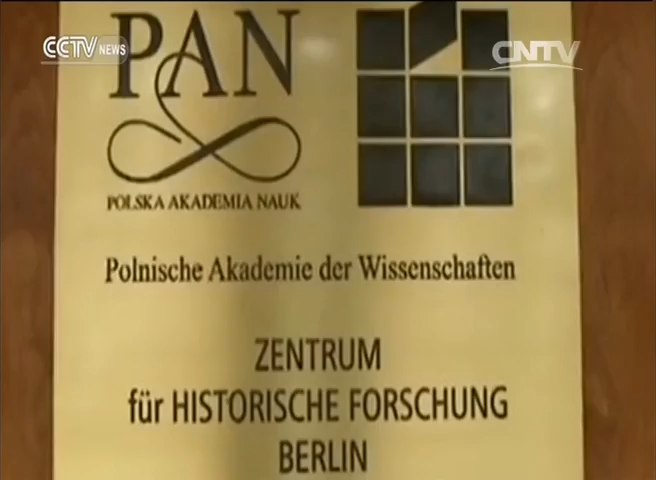 CCTV NEWS
CNTV
PAN
POLSKA AKADEMIA NAUK
Polnische Akademie der Wissenschaften
ZENTRUM
für HISTORISCHE FORSCHUNG
BERLIN